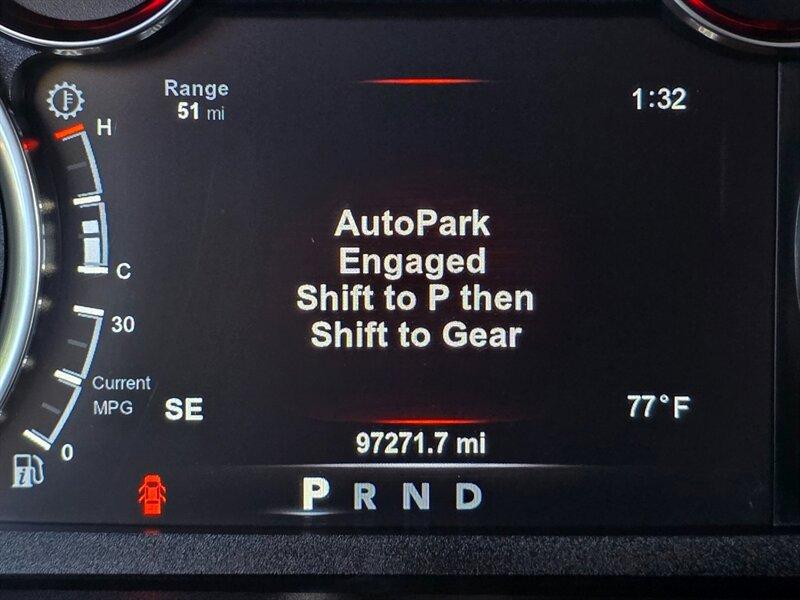 Range
51 mi
1:32
H
C
AutoPark
Engaged
Shift to P then
Shift to Gear
30
Current
MPG
0
SE
77°F
97271.7 mi
P R N D